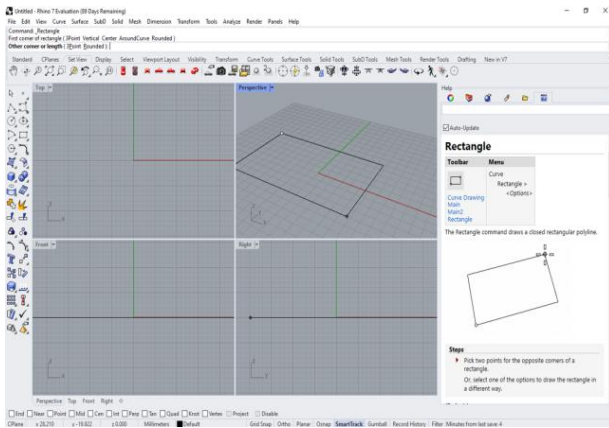 Untitled - Rhino 7 Evaluation (89 Days Remaining)
File Edit View Curve Surface SubD Solid Mesh Dimension Transform Tools Analyze Render Panels Help
Command: _Rectangle
First corner of rectangle ( 3Point Vertical Center AroundCurve Rounded )
Other corner or length ( 3Point Rounded ):
Standard CPlanes Set View Display Select Viewport Layout Visibility Transform Curve Tools Surface Tools Solid Tools SubD Tools Mesh Tools Render Tools Drafting New in V7
Top
Perspective
Help
Auto-Update
Rectangle
Toolbar Menu
Curve
Rectangle >
<Options>
Curve Drawing
Main
Main2
Rectangle
The Rectangle command draws a closed rectangular polyline.
Front
Right
Steps
Pick two points for the opposite corners of a
rectangle.
Or, select one of the options to draw the rectangle in
a different way.
Perspective Top Front Right
End Near Point Mid Cen Int Perp Tan Quad Knot Vertex Project Disable
CPlane x 28.210 y -19.822 z 0.000 Millimeters Default Grid Snap Ortho Planar Osnap SmartTrack Gumball Record History Filter Minutes from last save: 4